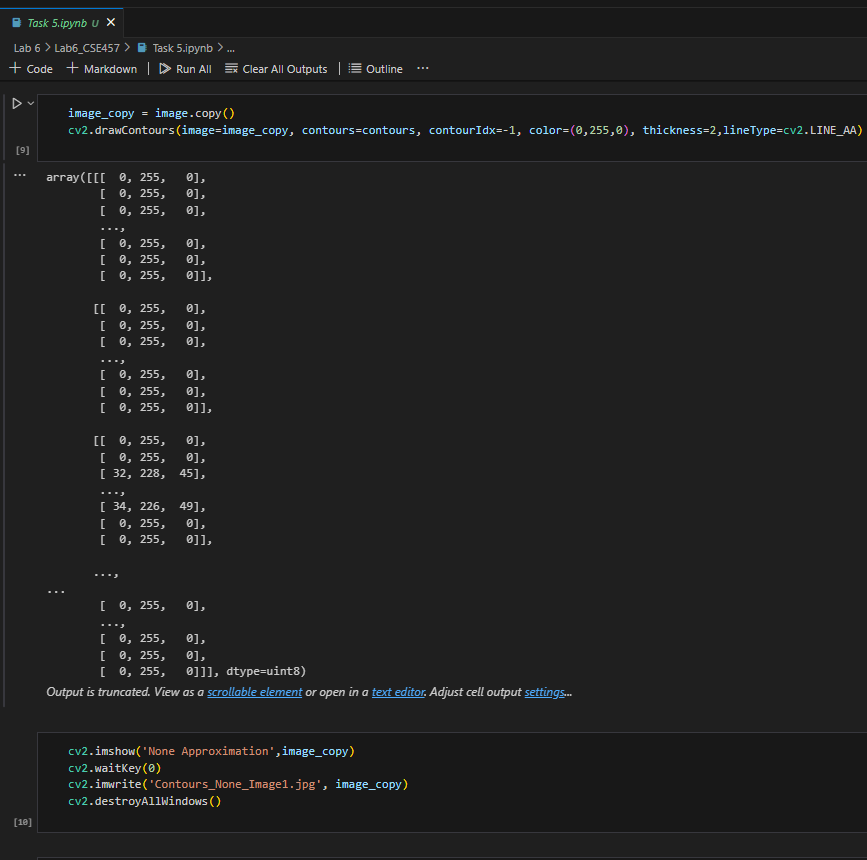 Task 5.ipynb U
Lab 6 > Lab6_CSE457 > Task 5.ipynb > ...
+ Code + Markdown | Run All Clear All Outputs | Outline ...
image_copy = image.copy()
cv2.drawContours(image=image_copy, contours=contours, contourIdx=-1, color=(0,255,0), thickness=2,lineType=cv2.LINE_AA)
[9]
... array([[[  0, 255,   0],
        [  0, 255,   0],
        [  0, 255,   0],
        ...,
        [  0, 255,   0],
        [  0, 255,   0],
        [  0, 255,   0]],
       [[  0, 255,   0],
        [  0, 255,   0],
        [  0, 255,   0],
        ...,
        [  0, 255,   0],
        [  0, 255,   0],
        [  0, 255,   0]],
       [[  0, 255,   0],
        [  0, 255,   0],
        [ 32, 228,  45],
        ...,
        [ 34, 226,  49],
        [  0, 255,   0],
        [  0, 255,   0]],
       ...,
...
        [  0, 255,   0],
        ...,
        [  0, 255,   0],
        [  0, 255,   0],
        [  0, 255,   0]]], dtype=uint8)
Output is truncated. View as a scrollable element or open in a text editor. Adjust cell output settings...
cv2.imshow('None Approximation',image_copy)
cv2.waitKey(0)
cv2.imwrite('Contours_None_Image1.jpg', image_copy)
cv2.destroyAllWindows()
[10]